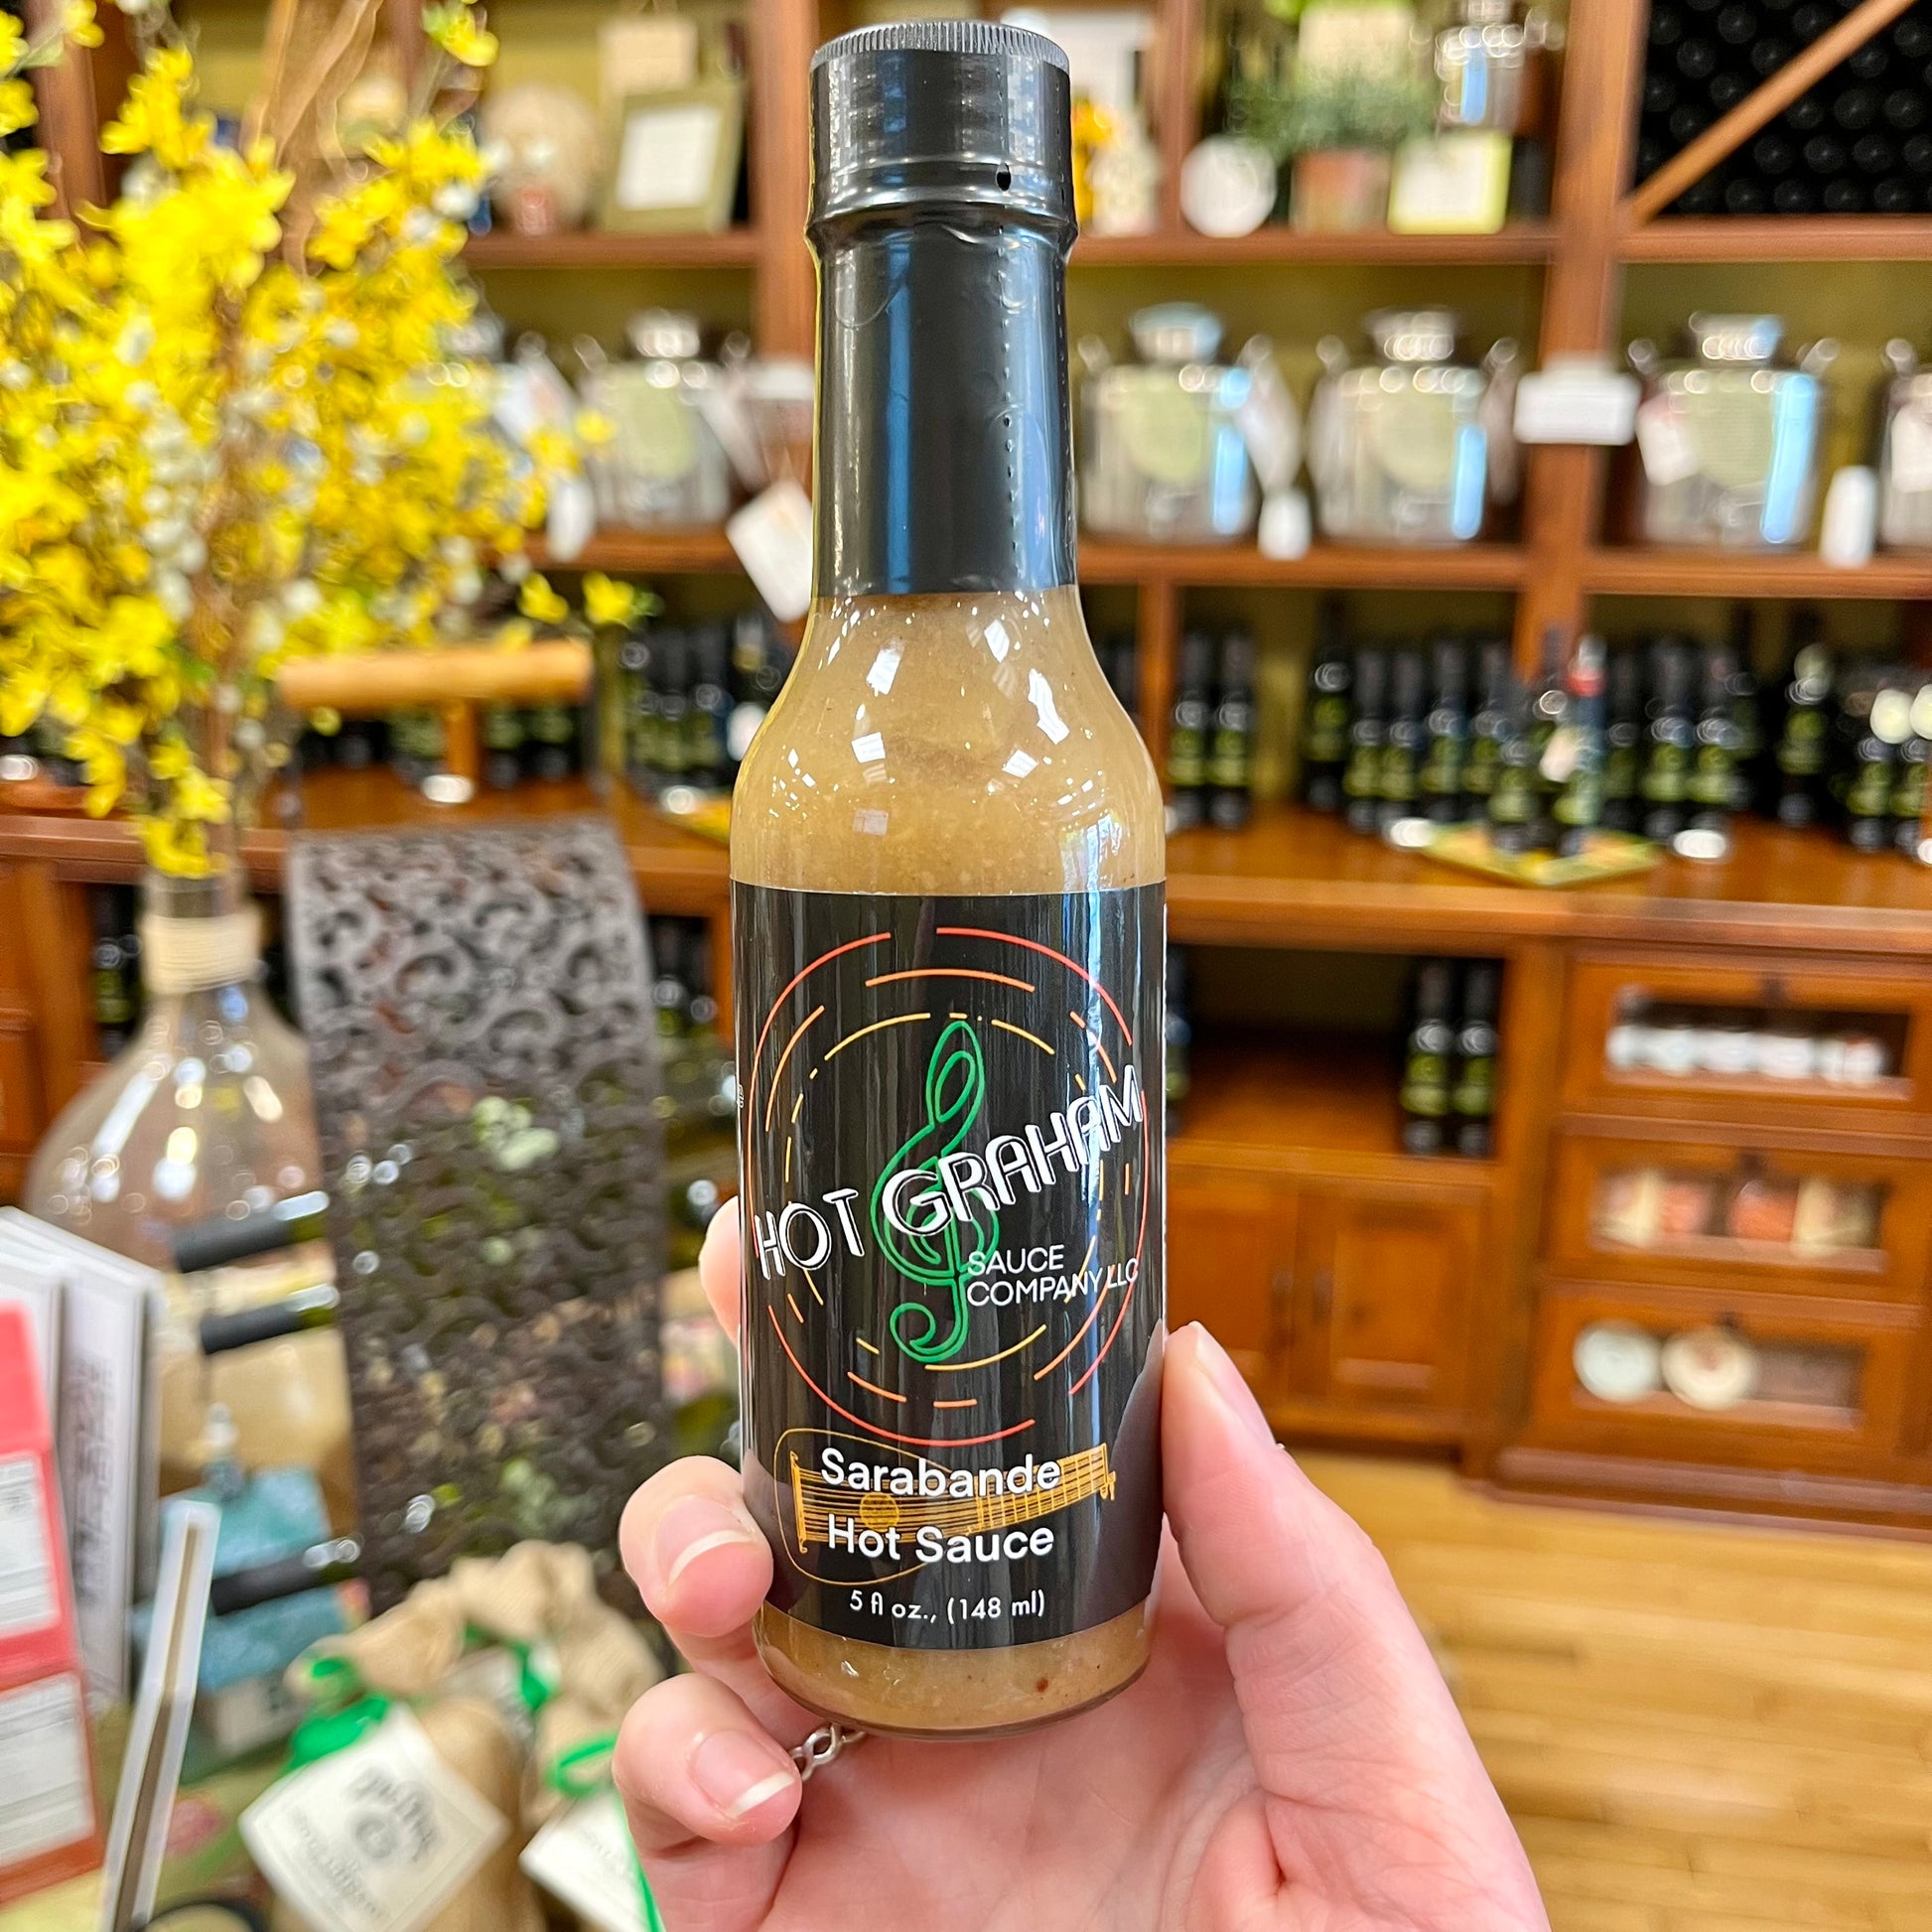 HOT GRAHAM
SAUCE
COMPANY LLC
Sarabande
Hot Sauce
5 fl oz., (148 ml)